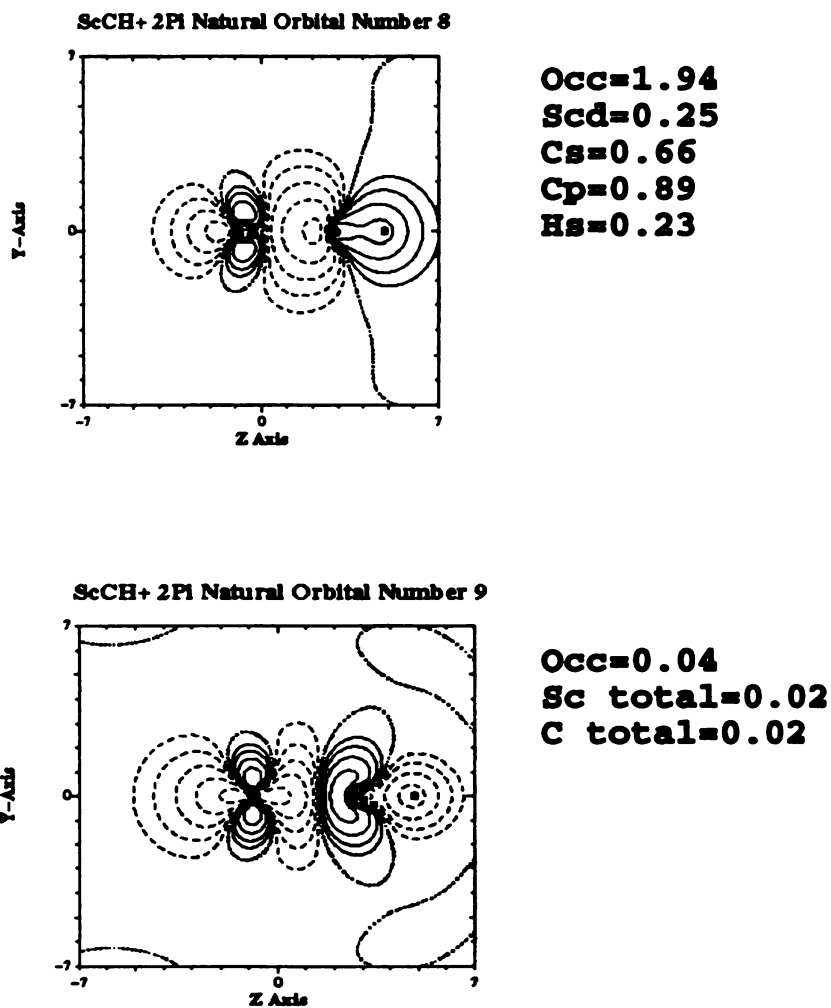 ScCH+ 2Pi Natural Orbital Number 8
7
Occ=1.94
Scd=0.25
Cs=0.66
Cp=0.89
Hs=0.23
Y-Axis
0
-7
-7
0
7
Z Axis
ScCH+ 2Pi Natural Orbital Number 9
7
Occ=0.04
Sc total=0.02
C total=0.02
Y-Axis
0
-7
-7
0
7
Z Axis